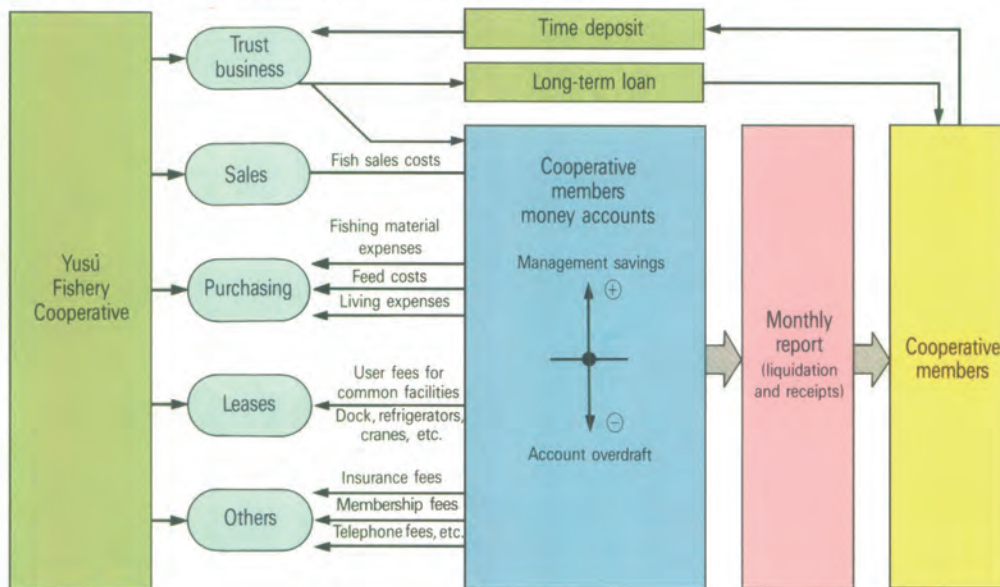 Yusú
Fishery
Cooperative
Trust
business
Sales
Purchasing
Leases
Others
Time deposit
Long-term loan
Fish sales costs
Fishing material
expenses
Feed costs
Living expenses
User fees for
common facilities
Dock, refrigerators,
cranes, etc.
Insurance fees
Membership fees
Telephone fees, etc.
Cooperative
members
money accounts
Management savings
+
−
Account overdraft
Monthly
report
(liquidation
and receipts)
Cooperative
members